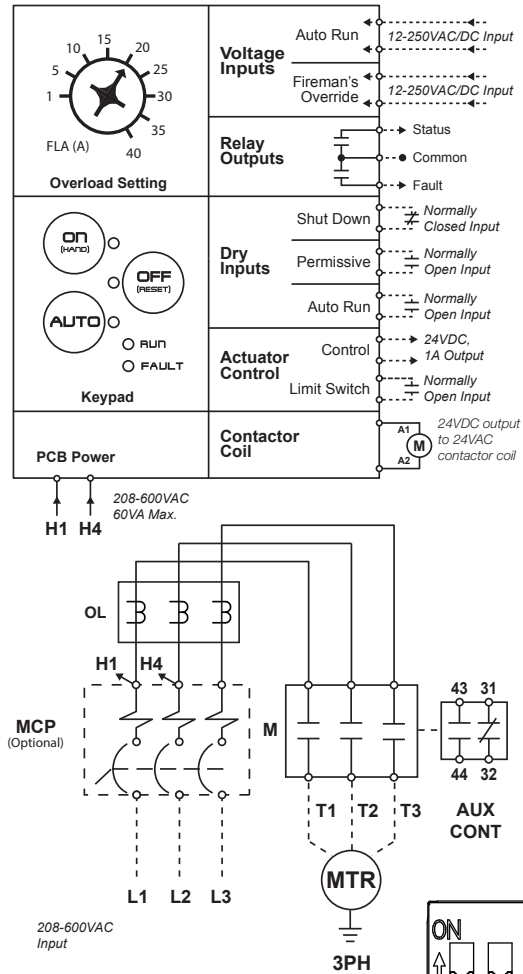 1
5
10
15
20
25
30
35
40
FLA (A)
Overload Setting
Voltage
Inputs
Auto Run
12-250VAC/DC Input
Fireman's
Override
12-250VAC/DC Input
Relay
Outputs
Status
Common
Fault
ON
(HAND)
OFF
(RESET)
AUTO
RUN
FAULT
Keypad
Dry
Inputs
Shut Down
Normally
Closed Input
Permissive
Normally
Open Input
Auto Run
Normally
Open Input
Actuator
Control
Control
24VDC,
1A Output
Limit Switch
Normally
Open Input
PCB Power
Contactor
Coil
A1
M
A2
24VDC output
to 24VAC
contactor coil
H1 H4
208-600VAC
60VA Max.
OL
H1 H4
MCP
(Optional)
M
43 31
44 32
AUX
CONT
T1 T2 T3
MTR
L1 L2 L3
208-600VAC
Input
3PH
ON